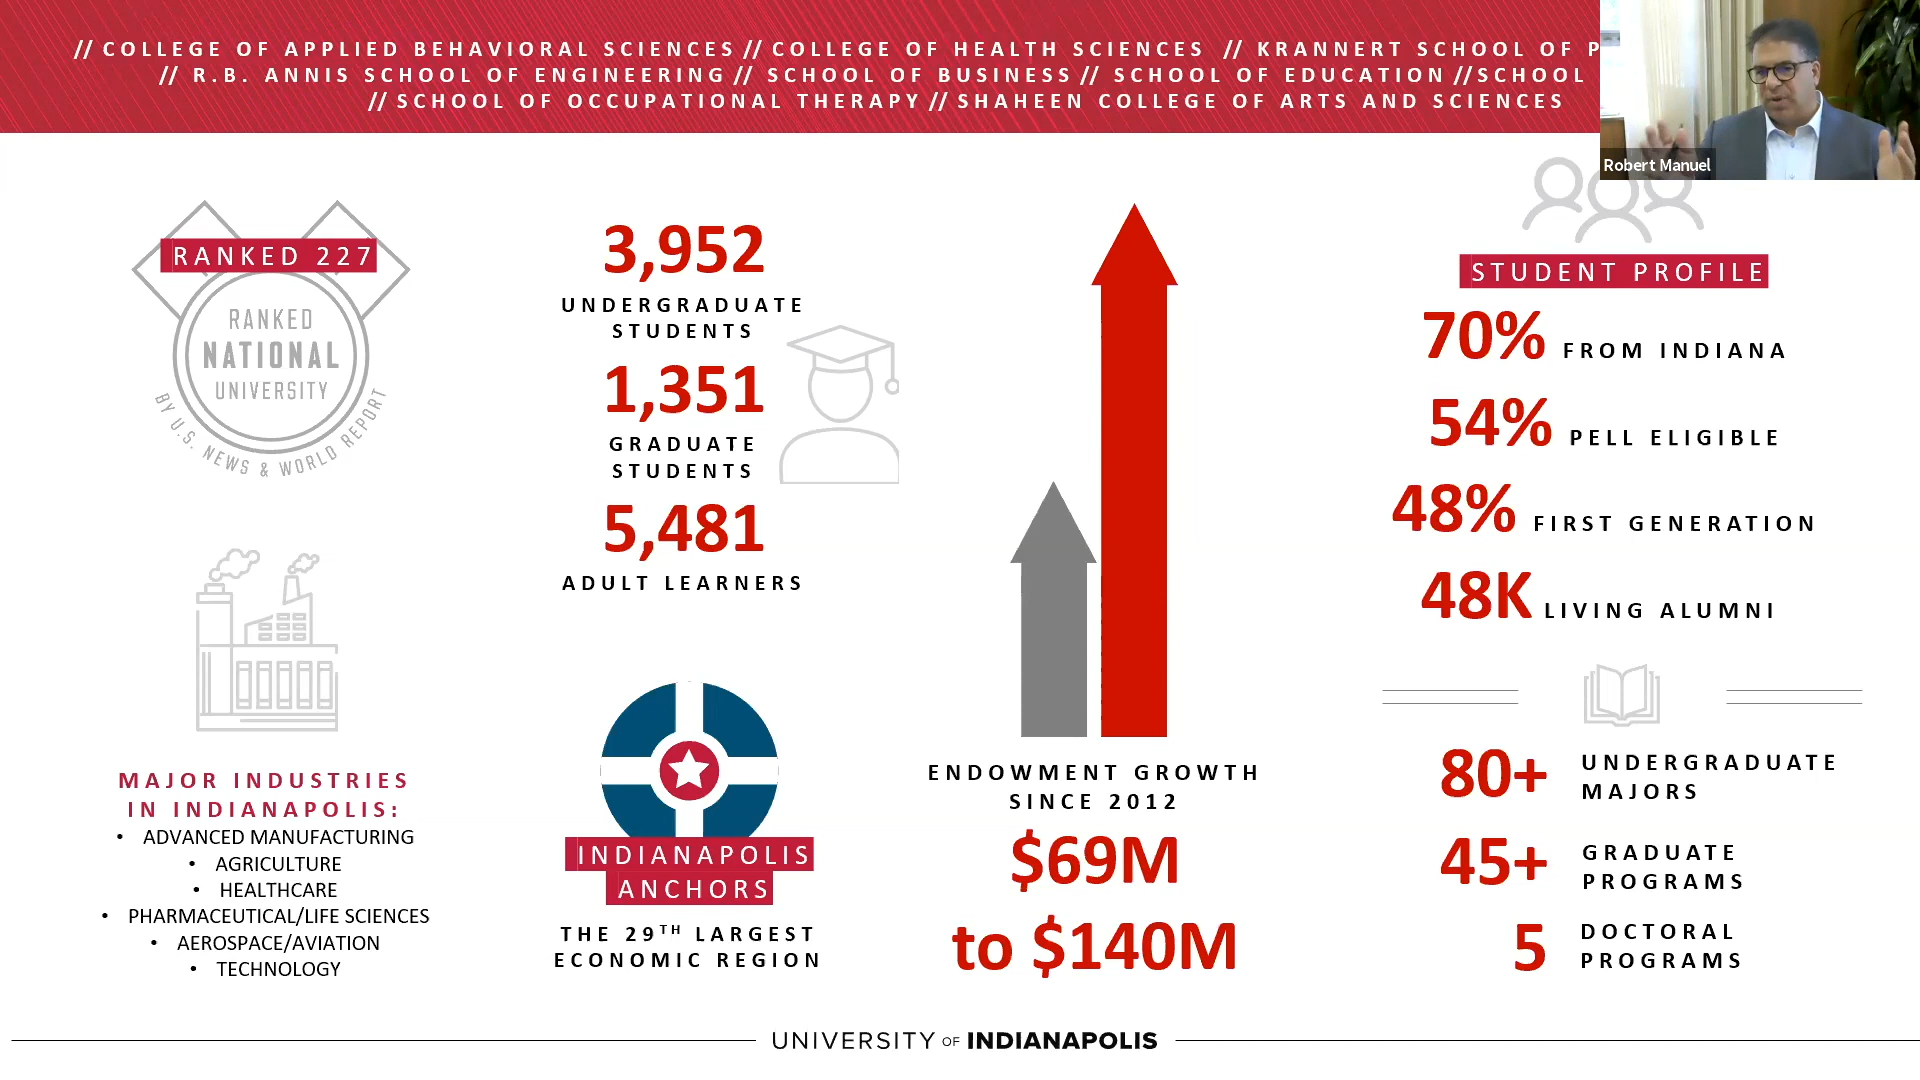 // COLLEGE OF APPLIED BEHAVIORAL SCIENCES // COLLEGE OF HEALTH SCIENCES // KRANNERT SCHOOL OF P
// R.B. ANNIS SCHOOL OF ENGINEERING // SCHOOL OF BUSINESS // SCHOOL OF EDUCATION //SCHOOL
// SCHOOL OF OCCUPATIONAL THERAPY // SHAHEEN COLLEGE OF ARTS AND SCIENCES
Robert Manuel
RANKED 227
RANKED
NATIONAL
UNIVERSITY
BY U.S. NEWS & WORLD REPORT
MAJOR INDUSTRIES
IN INDIANAPOLIS:
• ADVANCED MANUFACTURING
• AGRICULTURE
• HEALTHCARE
• PHARMACEUTICAL/LIFE SCIENCES
• AEROSPACE/AVIATION
• TECHNOLOGY
3,952
UNDERGRADUATE
STUDENTS
1,351
GRADUATE
STUDENTS
5,481
ADULT LEARNERS
INDIANAPOLIS
ANCHORS
THE 29TH LARGEST
ECONOMIC REGION
ENDOWMENT GROWTH
SINCE 2012
$69M
to $140M
STUDENT PROFILE
70% FROM INDIANA
54% PELL ELIGIBLE
48% FIRST GENERATION
48K LIVING ALUMNI
80+ UNDERGRADUATE
MAJORS
45+ GRADUATE
PROGRAMS
5 DOCTORAL
PROGRAMS
UNIVERSITY OF INDIANAPOLIS